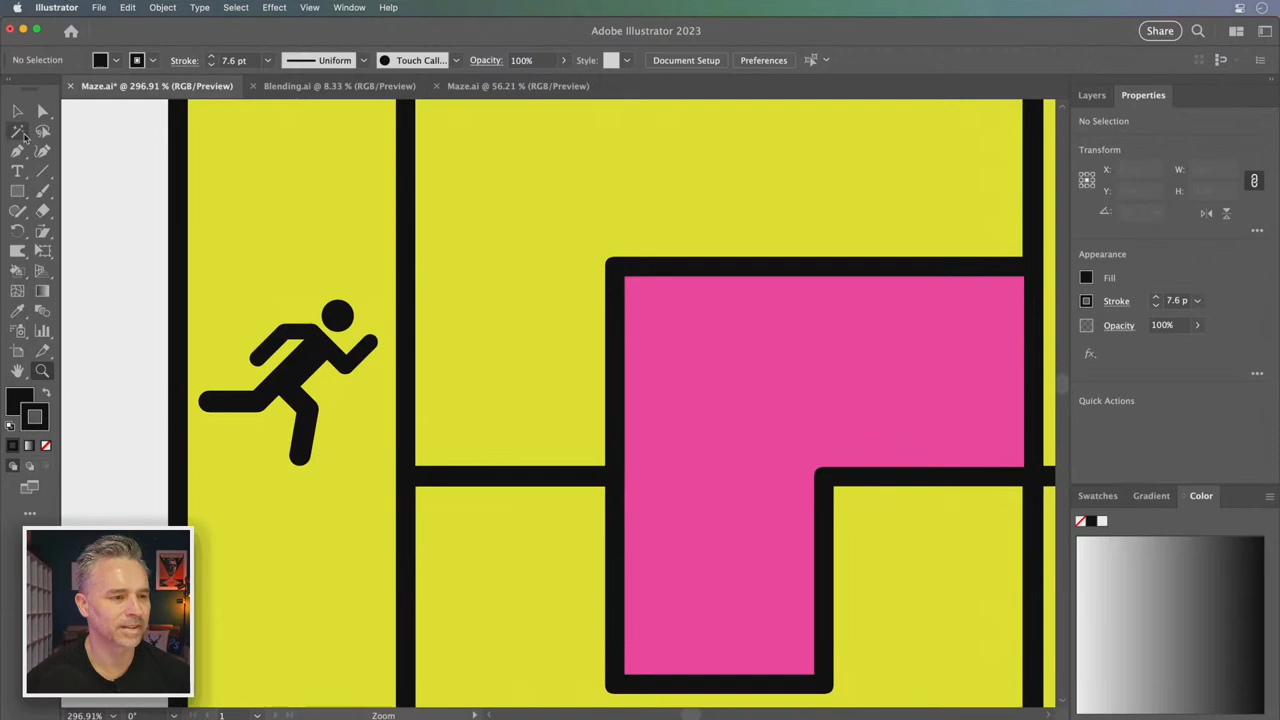 Illustrator File Edit Object Type Select Effect View Window Help
Adobe Illustrator 2023
Share
No Selection Stroke: 7.6 pt Uniform Touch Call... Opacity: 100% Style: Document Setup Preferences
× Maze.ai* @ 296.91 % (RGB/Preview) × Blending.ai @ 8.33 % (RGB/Preview) × Maze.ai @ 56.21 % (RGB/Preview)
Layers Properties
No Selection
Transform
X: W:
Y: H:
Appearance
Fill
Stroke 7.6 p
Opacity 100%
fx.
Quick Actions
Swatches Gradient Color
296.91% 0° 1 Zoom